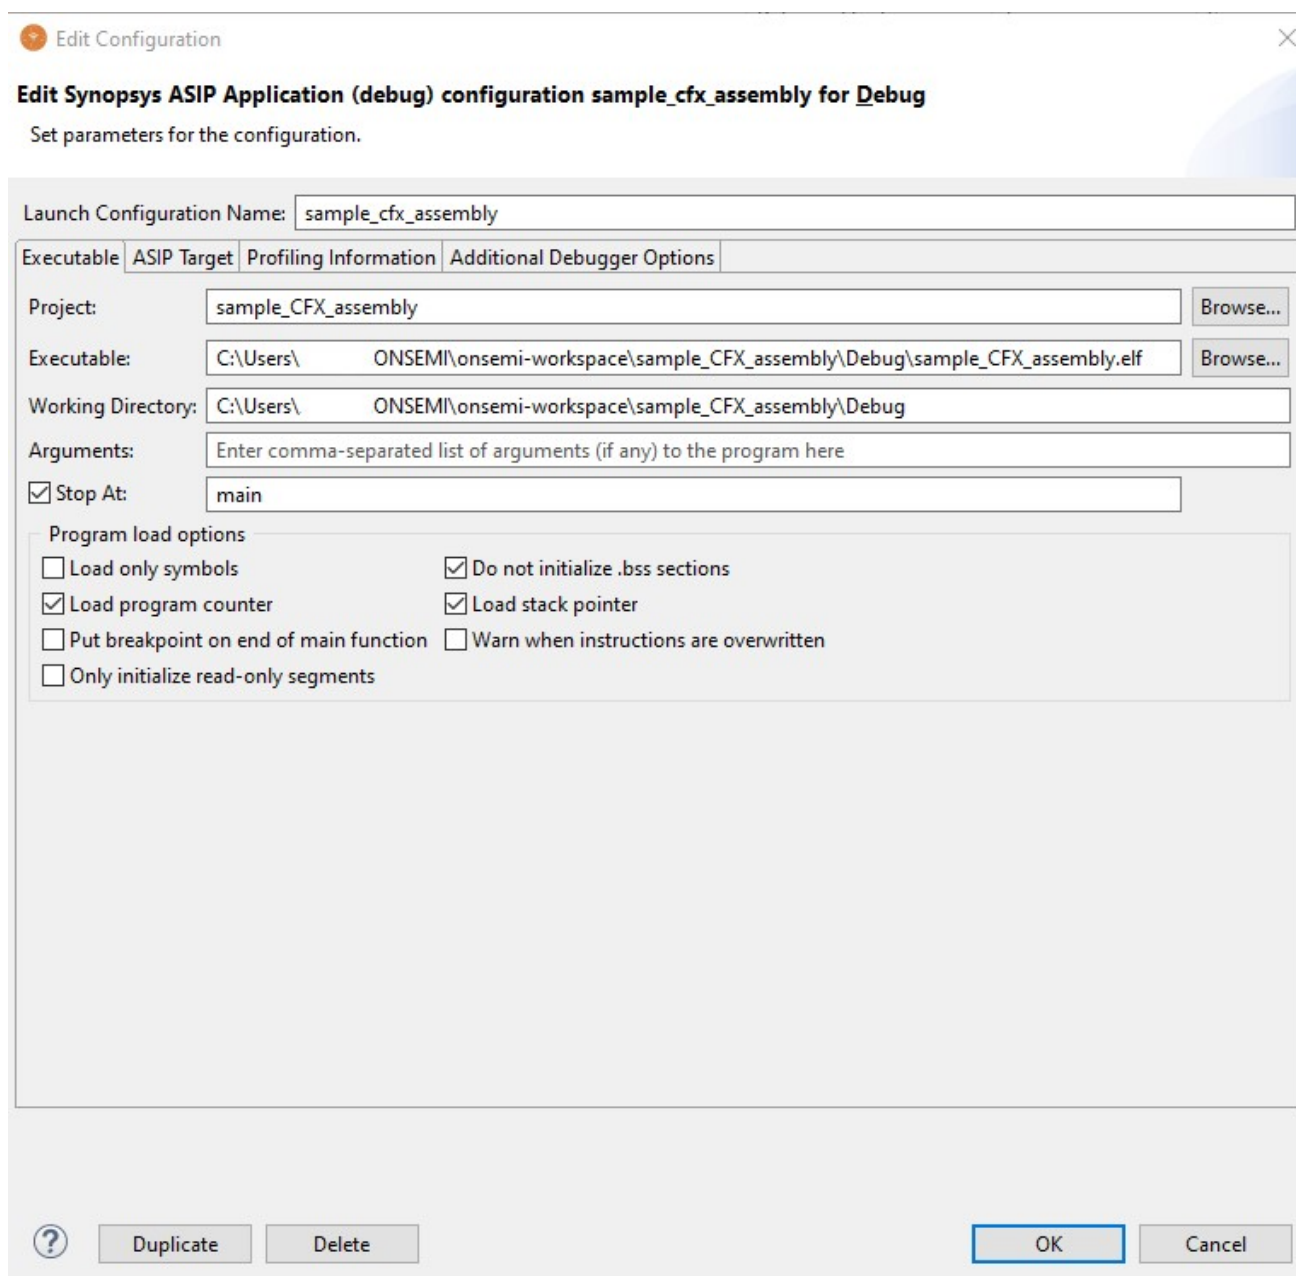 Edit Configuration
Edit Synopsys ASIP Application (debug) configuration sample_cfx_assembly for Debug
Set parameters for the configuration.
Launch Configuration Name: sample_cfx_assembly
Executable ASIP Target Profiling Information Additional Debugger Options
Project: sample_CFX_assembly Browse...
Executable: C:\Users\ ONSEMI\onsemi-workspace\sample_CFX_assembly\Debug\sample_CFX_assembly.elf Browse...
Working Directory: C:\Users\ ONSEMI\onsemi-workspace\sample_CFX_assembly\Debug
Arguments: Enter comma-separated list of arguments (if any) to the program here
Stop At: main
Program load options
Load only symbols Do not initialize .bss sections
Load program counter Load stack pointer
Put breakpoint on end of main function Warn when instructions are overwritten
Only initialize read-only segments
? Duplicate Delete OK Cancel